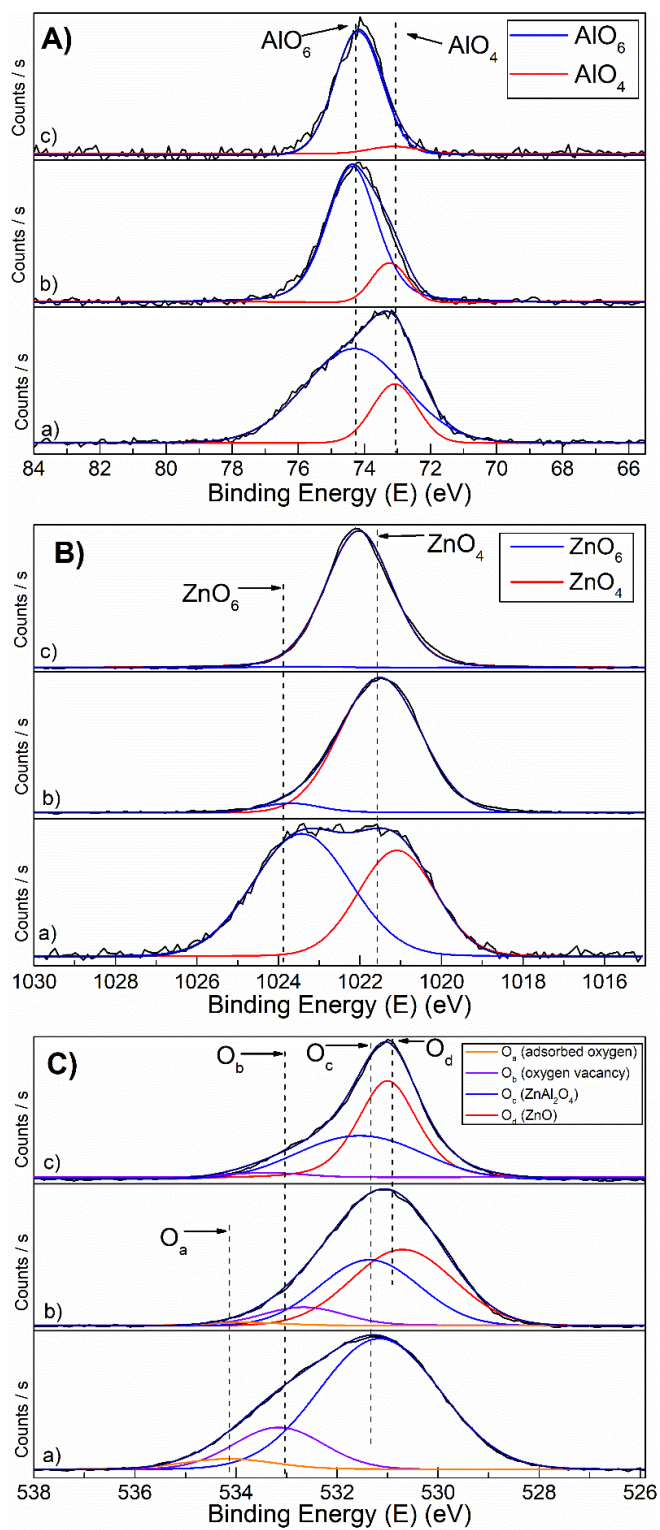 A)
AlO6
AlO4
AlO6
AlO4
Counts / s
c)
Counts / s
b)
Counts / s
a)
84 82 80 78 76 74 72 70 68 66
Binding Energy (E) (eV)
B)
ZnO6
ZnO4
ZnO6
ZnO4
Counts / s
c)
Counts / s
b)
Counts / s
a)
1030 1028 1026 1024 1022 1020 1018 1016
Binding Energy (E) (eV)
C)
Ob
Oc
Od
Oa (adsorbed oxygen)
Ob (oxygen vacancy)
Oc (ZnAl2O4)
Od (ZnO)
Counts / s
c)
Oa
Counts / s
b)
Counts / s
a)
538 536 534 532 530 528 526
Binding Energy (E) (eV)